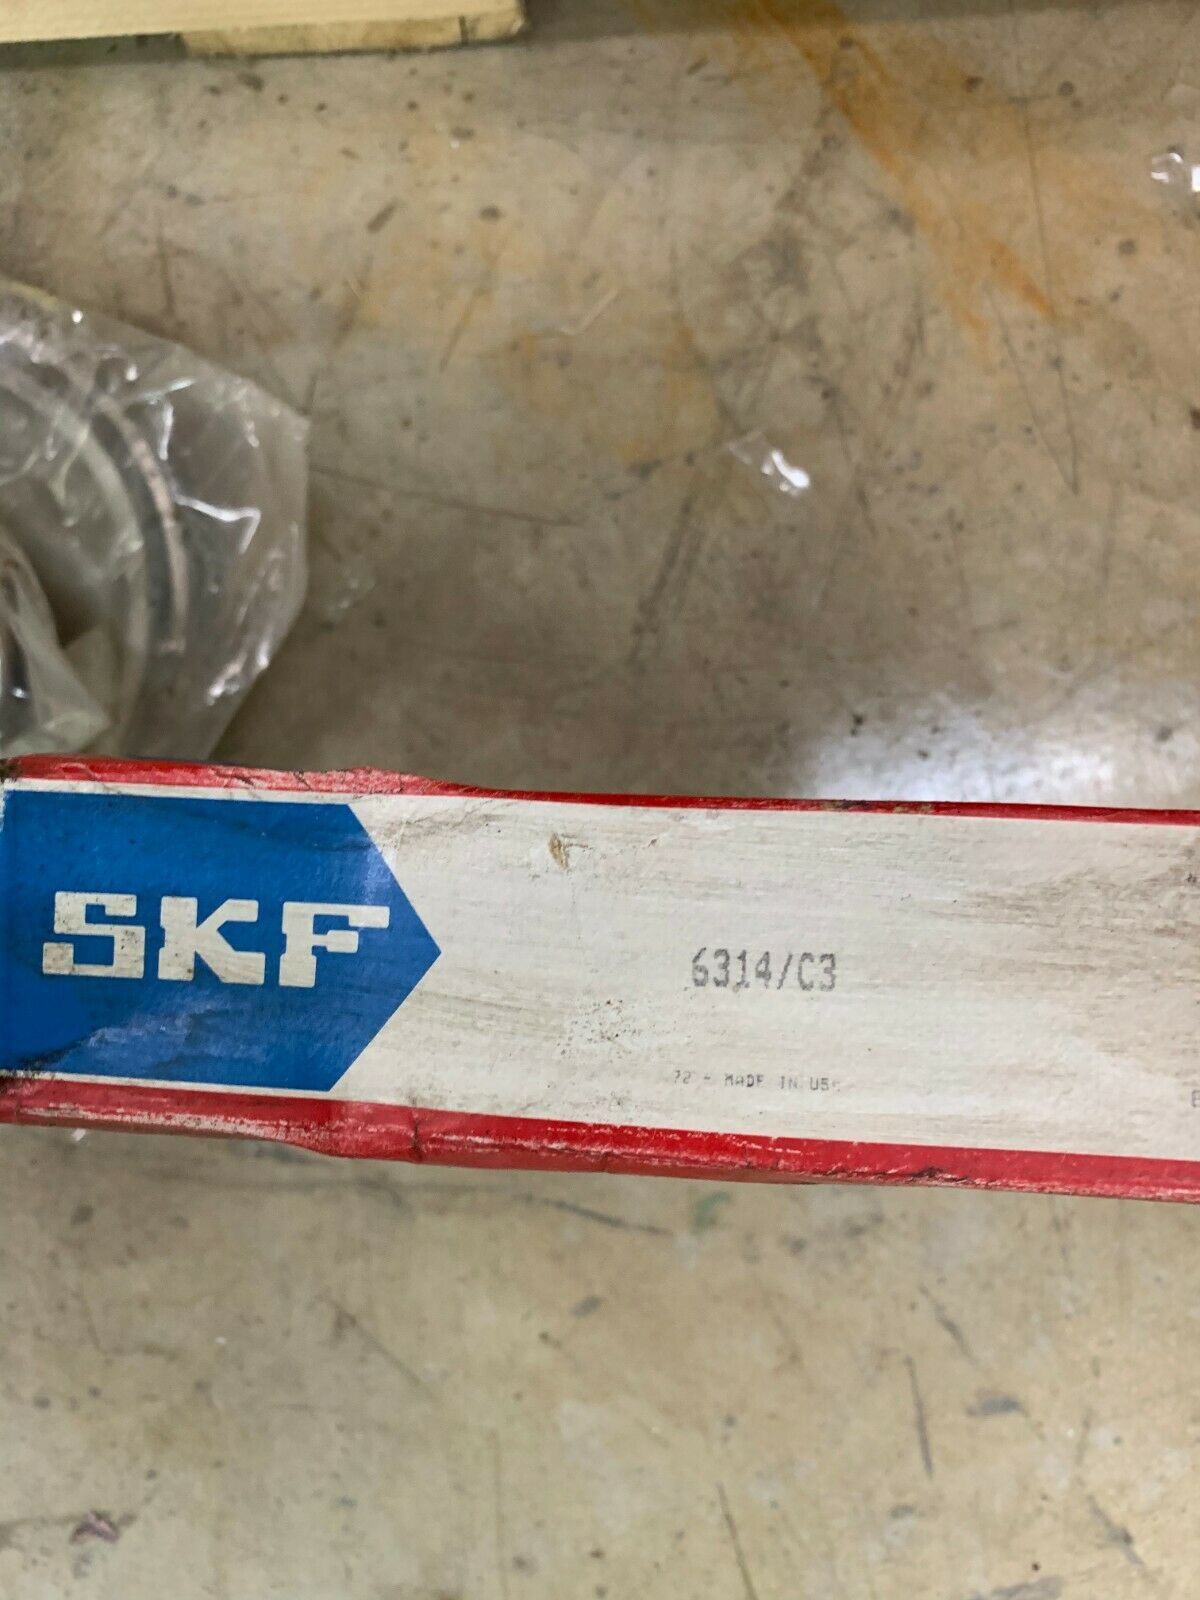 SKF
6314/C3
72 - MADE IN USA